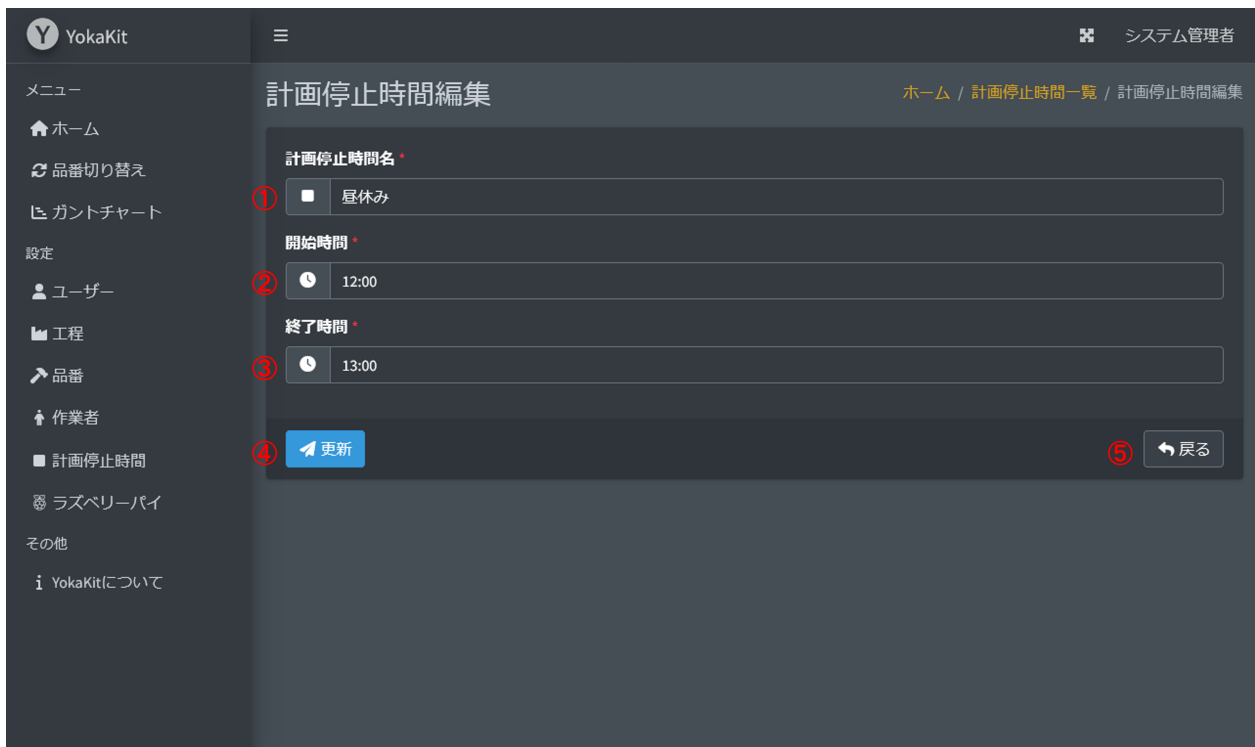 YokaKit
システム管理者
メニュー
ホーム
品番切り替え
ガントチャート
設定
ユーザー
工程
品番
作業者
計画停止時間
ラズベリーパイ
その他
YokaKitについて
計画停止時間編集
ホーム / 計画停止時間一覧 / 計画停止時間編集
計画停止時間名 *
① 昼休み
開始時間 *
② 12:00
終了時間 *
③ 13:00
④ 更新
⑤ 戻る